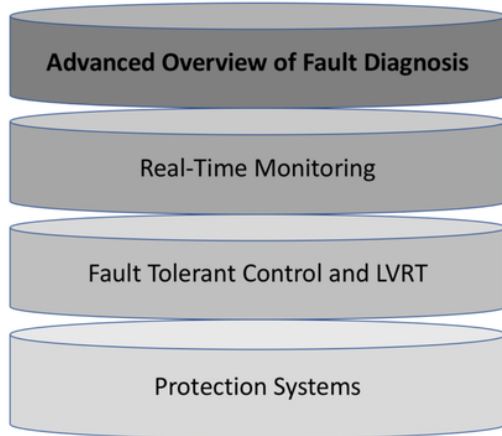 Advanced Overview of Fault Diagnosis
Real-Time Monitoring
Fault Tolerant Control and LVRT
Protection Systems